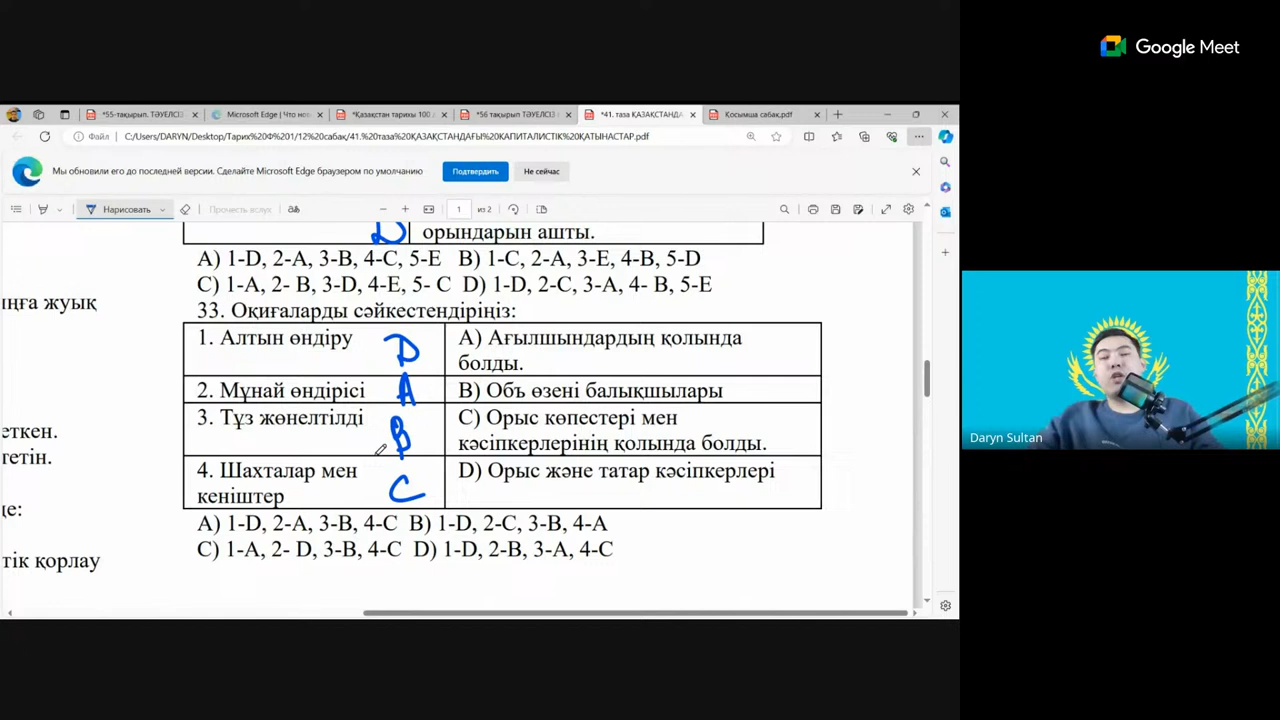 Google Meet
*55-тақырып. ТӘУЕЛСІЗ
Microsoft Edge | Что нов
*Қазақстан тарихы 100
*56 тақырып ТӘУЕЛСІЗ
*41. таза ҚАЗАҚСТАНДА
Қосымша сабақ.pdf
Файл C:/Users/DARYN/Desktop/Тарих%20Ф%201/12%20сабақ/41.%20таза%20ҚАЗАҚСТАНДАҒЫ%20КАПИТАЛИСТІК%20ҚАТЫНАСТАР.pdf
Мы обновили его до последней версии. Сделайте Microsoft Edge браузером по умолчанию Подтвердить Не сейчас
Нарисовать Прочесть вслух 1 из 2
D орындарын ашты.
A) 1-D, 2-A, 3-B, 4-C, 5-E B) 1-C, 2-A, 3-E, 4-B, 5-D
C) 1-A, 2- B, 3-D, 4-E, 5- C D) 1-D, 2-C, 3-A, 4- B, 5-E
ыңға жуық
33. Оқиғаларды сәйкестендіріңіз:
1. Алтын өндіру D A) Ағылшындардың қолында
болды.
2. Мұнай өндірісі A B) Объ өзені балықшылары
3. Тұз жөнелтілді B C) Орыс көпестері мен
кәсіпкерлерінің қолында болды.
еткен.
тетін.
4. Шахталар мен C D) Орыс және татар кәсіпкерлері
кеніштер
це:
A) 1-D, 2-A, 3-B, 4-C B) 1-D, 2-C, 3-B, 4-A
C) 1-A, 2- D, 3-B, 4-C D) 1-D, 2-B, 3-A, 4-C
тік қорлау
Daryn Sultan